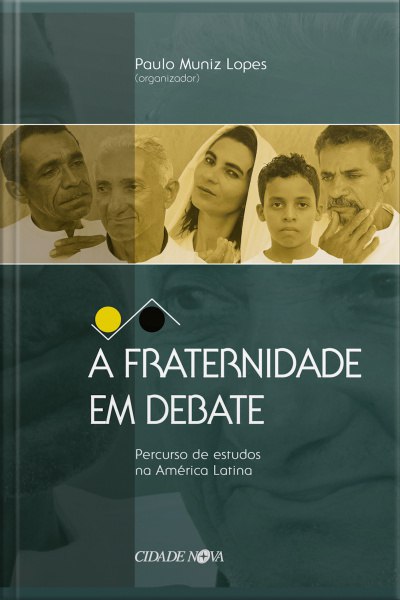 Paulo Muniz Lopes
(organizador)
A FRATERNIDADE
EM DEBATE
Percurso de estudos
na América Latina
CIDADE NOVA